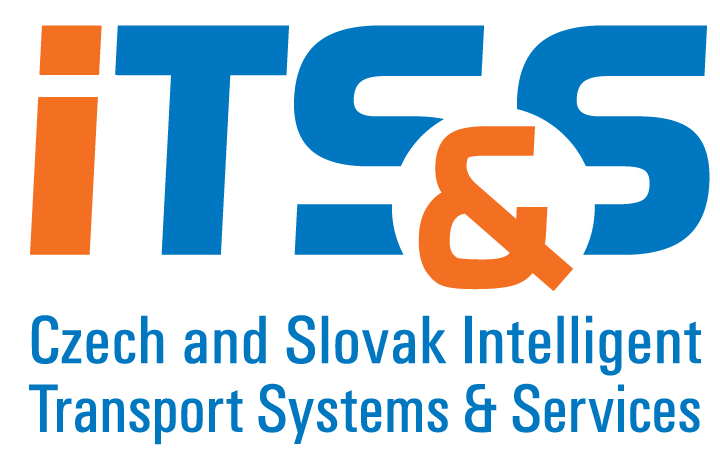 iTS&S
Czech and Slovak Intelligent
Transport Systems & Services